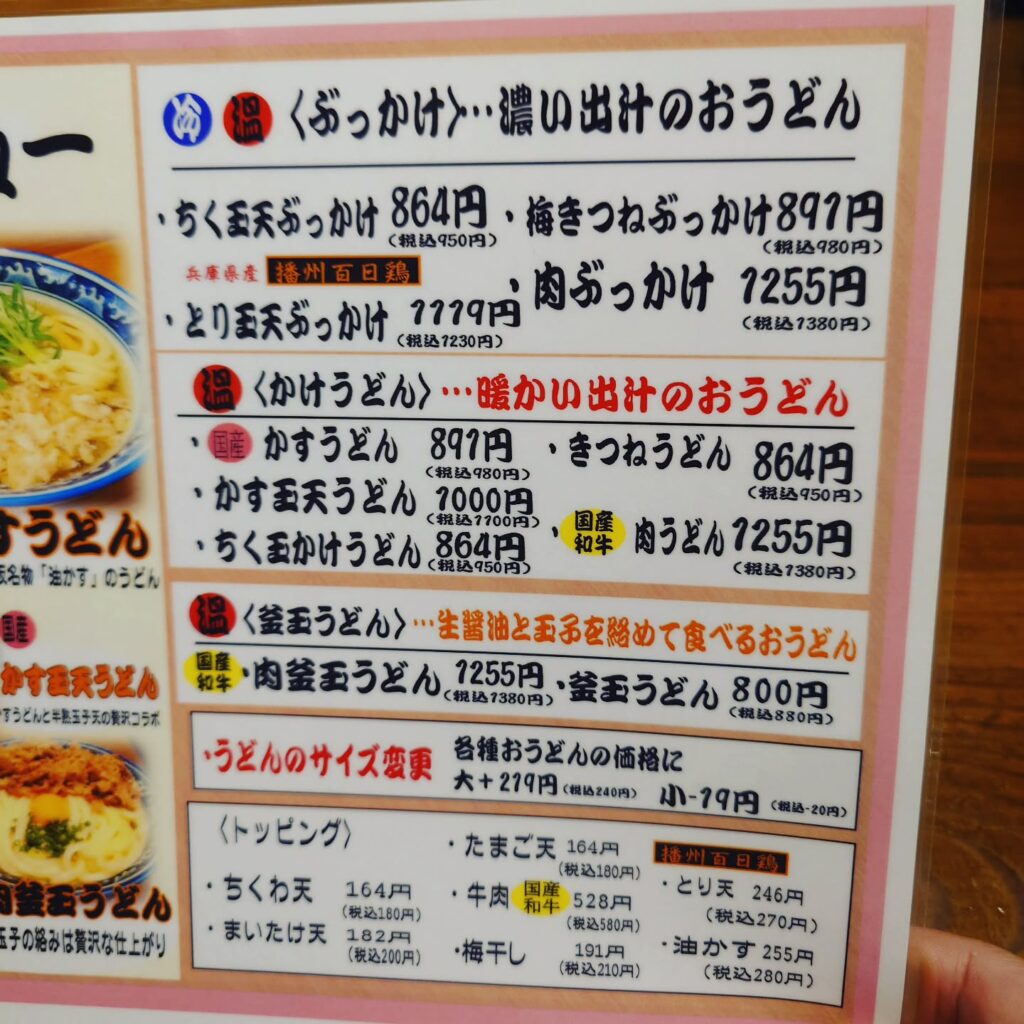 ュー
すうどん
阪名物「油かす」のうどん
国産
かす玉天うどん
すうどんと半熟玉子天の贅沢コラボ
肉釜玉うどん
玉子の絡みは贅沢な仕上がり
冷 温 〈ぶっかけ〉…濃い出汁のおうどん
・ちく玉天ぶっかけ 864円 ・梅きつねぶっかけ 891円
(税込950円) (税込980円)
兵庫県産 播州百日鶏
・とり玉天ぶっかけ 1119円 ・肉ぶっかけ 1255円
(税込1230円) (税込1380円)
温 〈かけうどん〉…暖かい出汁のおうどん
・国産 かすうどん 891円 ・きつねうどん 864円
(税込980円) (税込950円)
・かす玉天うどん 1000円
(税込1100円)
・ちく玉かけうどん 864円 ・国産和牛 肉うどん 1255円
(税込950円) (税込1380円)
温 〈釜玉うどん〉…生醤油と玉子を絡めて食べるおうどん
国産和牛 ・肉釜玉うどん 1255円 ・釜玉うどん 800円
(税込1380円) (税込880円)
・うどんのサイズ変更 各種おうどんの価格に
大+219円(税込240円) 小-19円(税込-20円)
〈トッピング〉
・ちくわ天 164円
(税込180円)
・まいたけ天 182円
(税込200円)
・たまご天 164円
(税込180円)
・牛肉 国産和牛 528円
(税込580円)
・梅干し 191円
(税込210円)
播州百日鶏
・とり天 246円
(税込270円)
・油かす 255円
(税込280円)